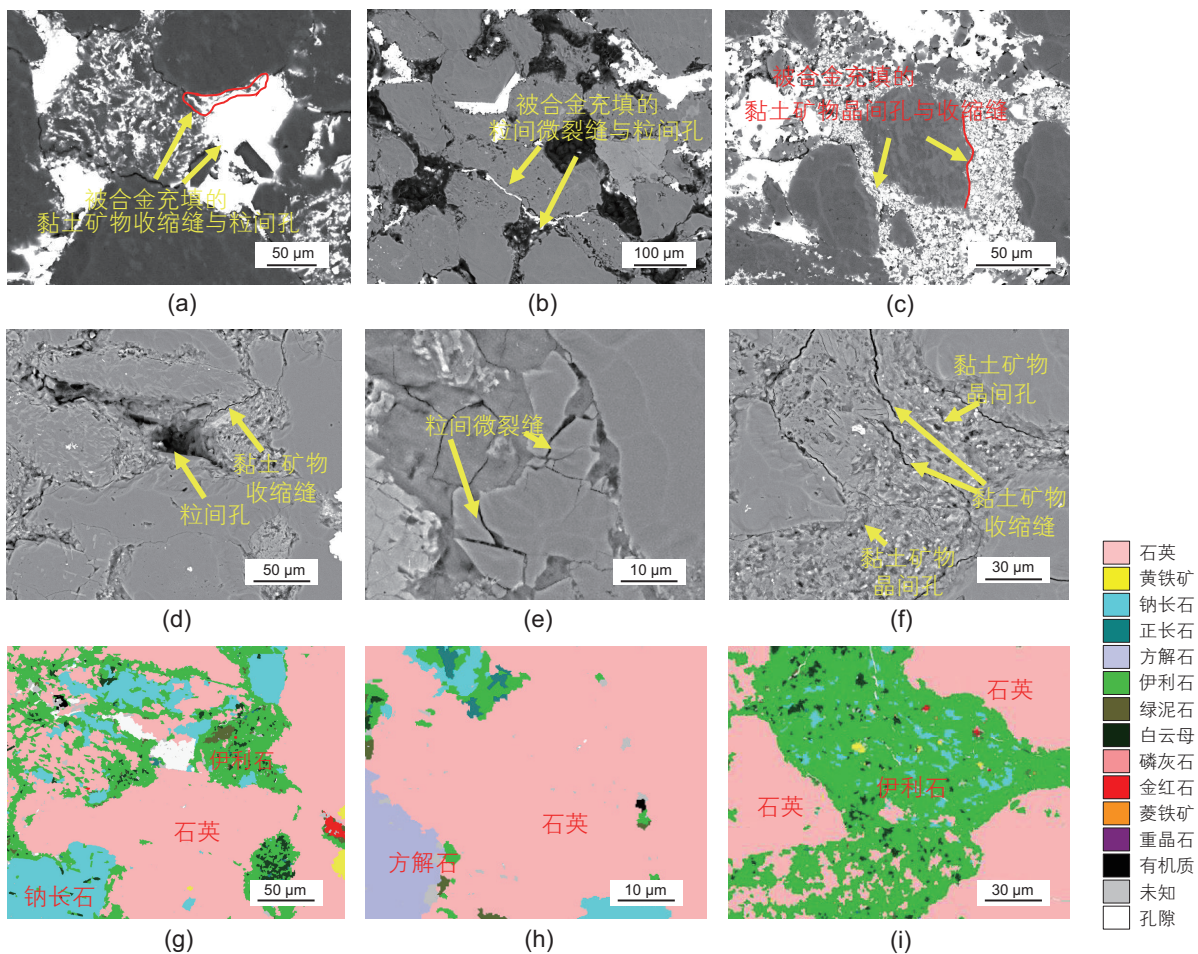 被合金充填的
黏土矿物收缩缝与粒间孔
50 μm
(a)
被合金充填的
粒间微裂缝与粒间孔
100 μm
(b)
被合金充填的
黏土矿物晶间孔与收缩缝
50 μm
(c)
黏土矿物
收缩缝
粒间孔
50 μm
(d)
粒间微裂缝
10 μm
(e)
黏土矿物
晶间孔
黏土矿物
收缩缝
黏土矿物
晶间孔
30 μm
(f)
伊利石
石英
钠长石
50 μm
(g)
石英
方解石
10 μm
(h)
石英
伊利石
石英
30 μm
(i)
石英
黄铁矿
钠长石
正长石
方解石
伊利石
绿泥石
白云母
磷灰石
金红石
菱铁矿
重晶石
有机质
未知
孔隙